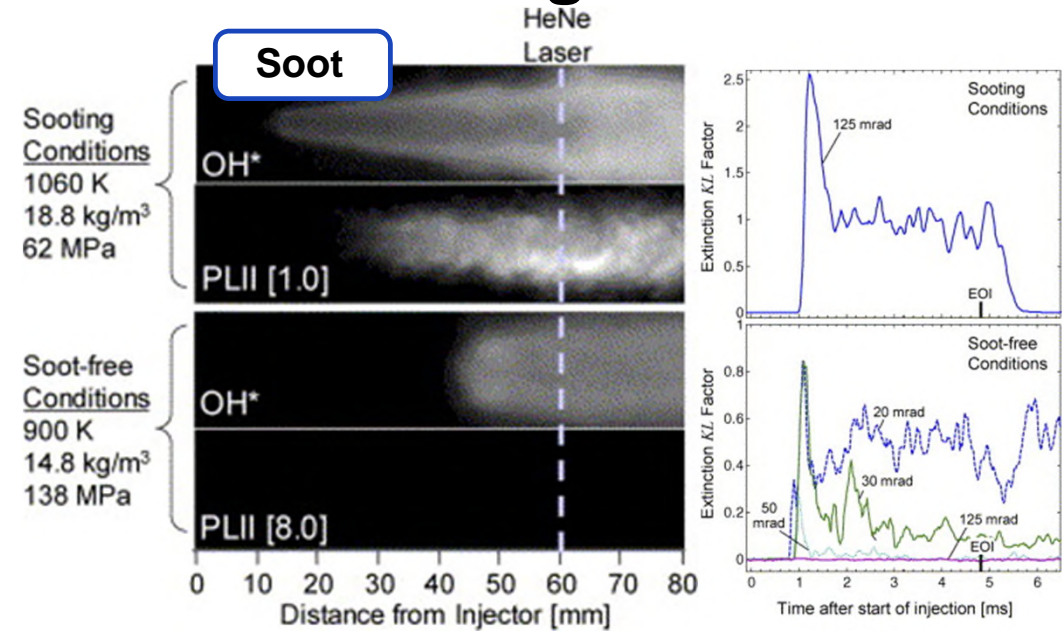 HeNe
Laser
Soot
Sooting
Conditions
1060 K
18.8 kg/m³
62 MPa
OH*
PLII [1.0]
Soot-free
Conditions
900 K
14.8 kg/m³
138 MPa
OH*
PLII [8.0]
0 10 20 30 40 50 60 70 80
Distance from Injector [mm]
2.5
2
1.5
1
0.5
0
Extinction KL Factor
Sooting
Conditions
125 mrad
EOI
1
0.8
0.6
0.4
0.2
0
Extinction KL Factor
Soot-free
Conditions
20 mrad
30 mrad
50
mrad
125 mrad
EOI
0 1 2 3 4 5 6
Time after start of injection [ms]